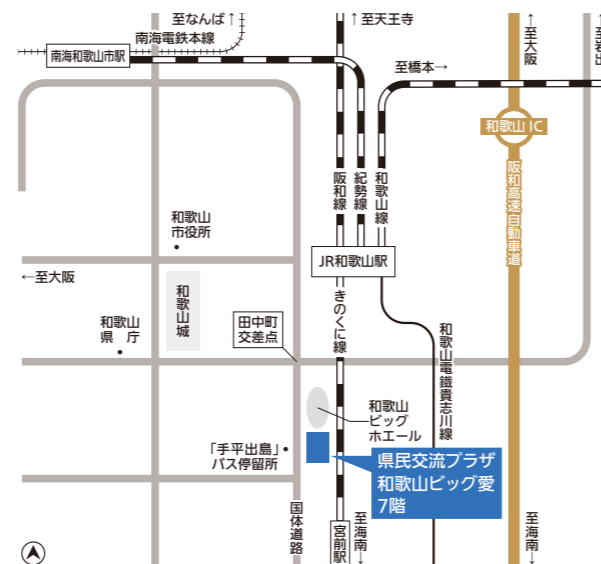 至なんば↑
↑至天王寺
南海電鉄本線
←至大阪
至岩出
南海和歌山市駅
至橋本→
和歌山 IC
阪和線
紀勢線
和歌山線
阪和高速自動車道
和歌山
市役所
JR和歌山駅
←至大阪
和歌山城
きのくに線
和歌山
県 庁
田中町
交差点
和歌山電鐵貴志川線
和歌山
ビッグ
ホエール
「手平出島」
バス停留所
県民交流プラザ
和歌山ビッグ愛
7階
国体道路
宮前駅
至海南→
至海南→